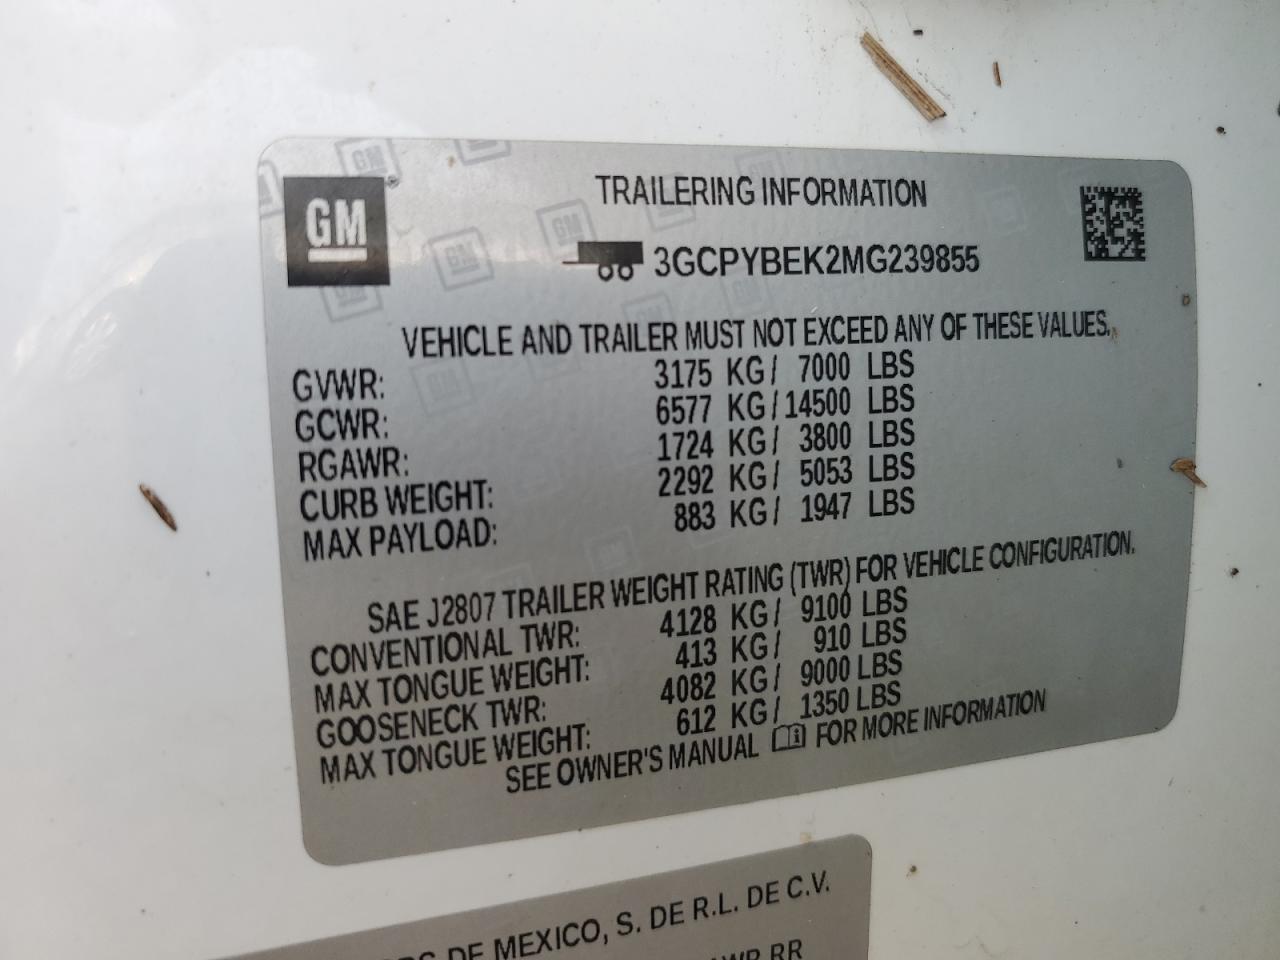 GM
TRAILERING INFORMATION
3GCPYBEK2MG239855
VEHICLE AND TRAILER MUST NOT EXCEED ANY OF THESE VALUES.
GVWR: 3175 KG/ 7000 LBS
GCWR: 6577 KG/14500 LBS
RGAWR: 1724 KG/ 3800 LBS
CURB WEIGHT: 2292 KG/ 5053 LBS
MAX PAYLOAD: 883 KG/ 1947 LBS
SAE J2807 TRAILER WEIGHT RATING (TWR) FOR VEHICLE CONFIGURATION.
CONVENTIONAL TWR: 4128 KG/ 9100 LBS
MAX TONGUE WEIGHT: 413 KG/ 910 LBS
GOOSENECK TWR: 4082 KG/ 9000 LBS
MAX TONGUE WEIGHT: 612 KG/ 1350 LBS
SEE OWNER'S MANUAL FOR MORE INFORMATION
DE MEXICO, S. DE R.L. DE C.V.
RR